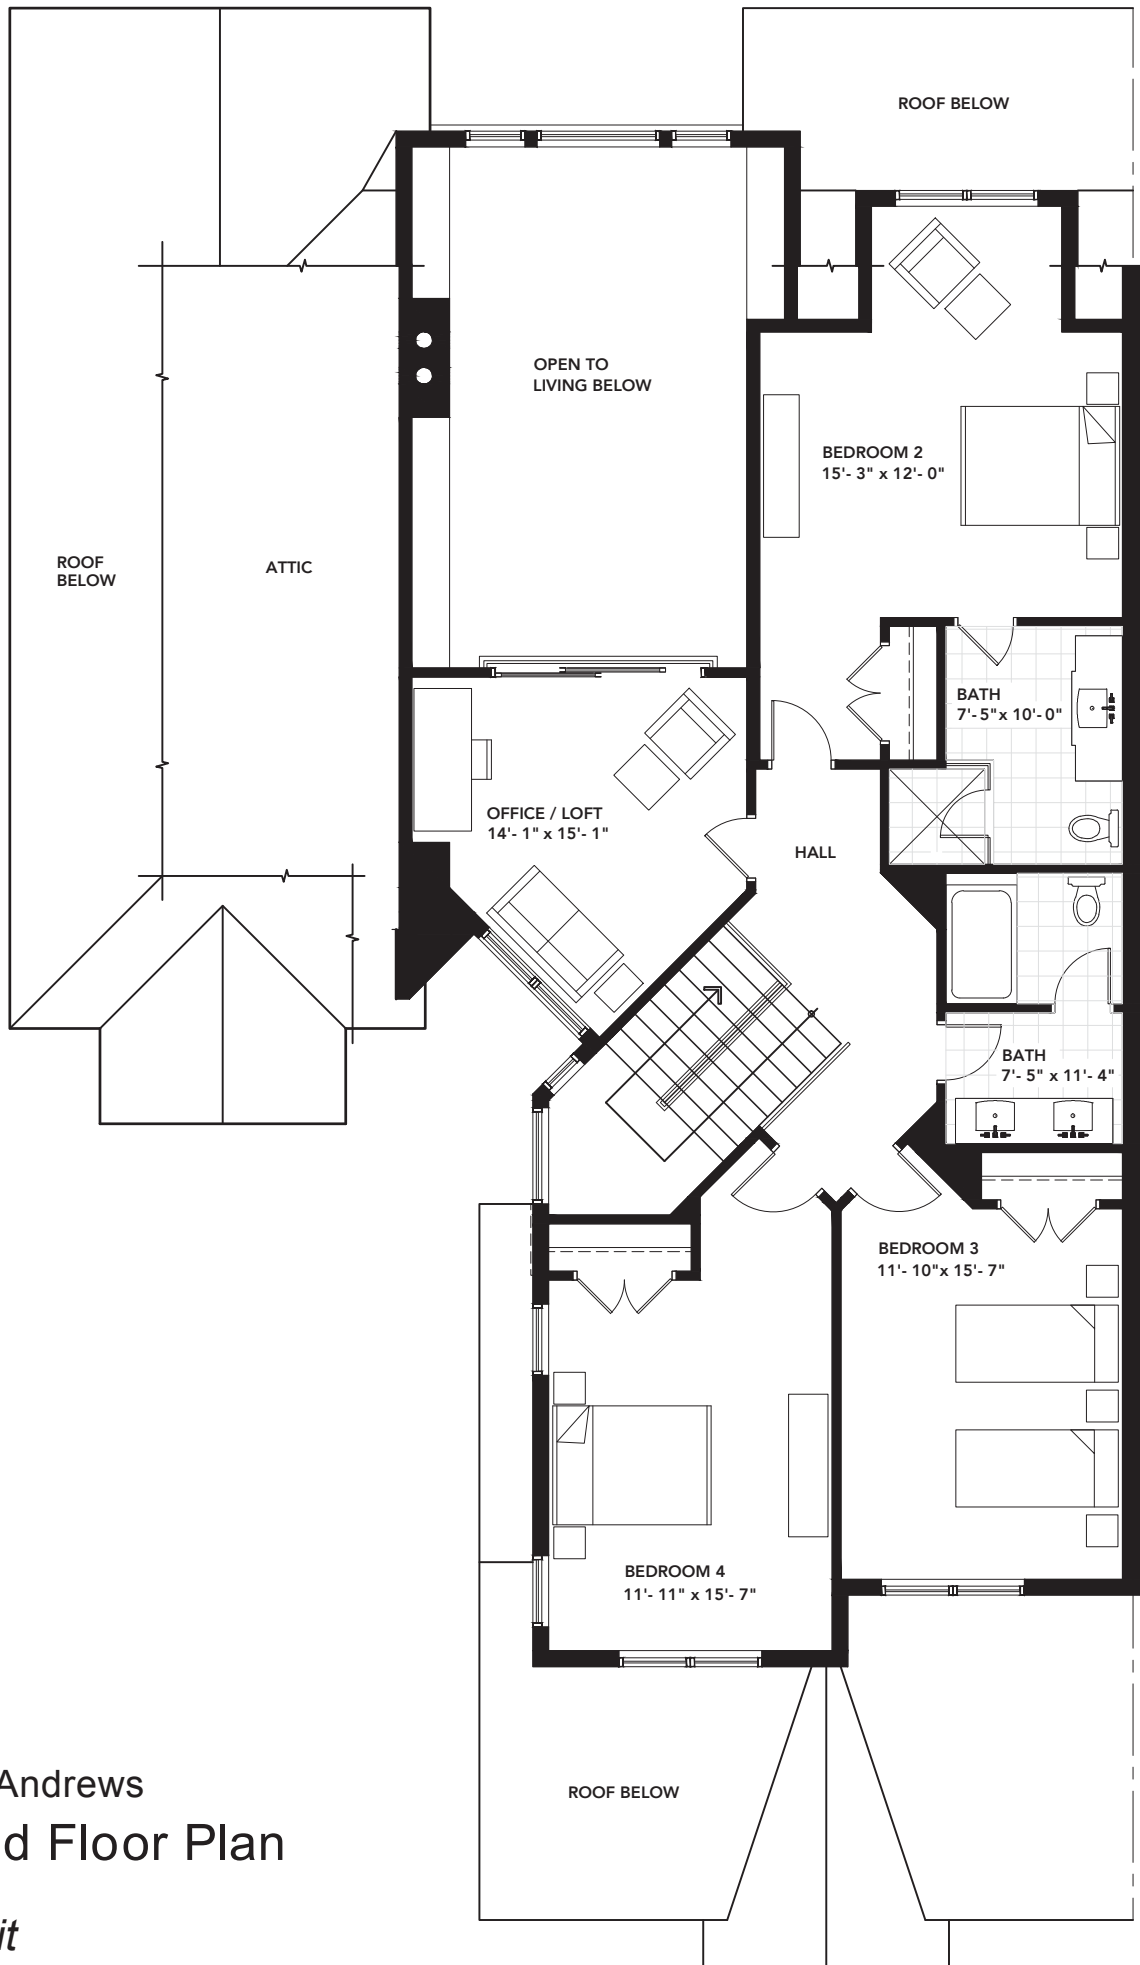 ROOF BELOW
OPEN TO
LIVING BELOW
BEDROOM 2
15'- 3" x 12'- 0"
ROOF
BELOW
ATTIC
BATH
7'- 5"x 10'- 0"
OFFICE / LOFT
14'- 1" x 15'- 1"
HALL
BATH
7'- 5" x 11'- 4"
BEDROOM 3
11'- 10"x 15'- 7"
BEDROOM 4
11'- 11" x 15'- 7"
ROOF BELOW
Andrews
d Floor Plan
it